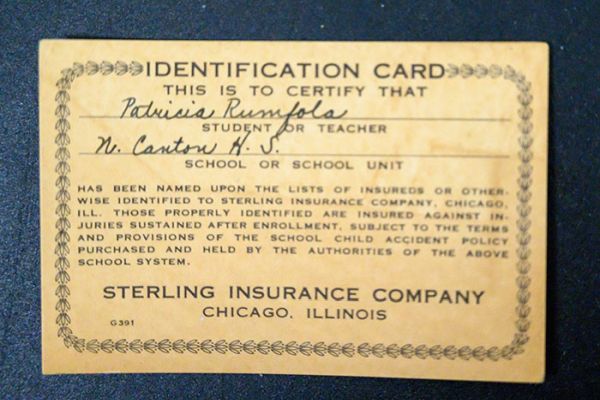 IDENTIFICATION CARD
THIS IS TO CERTIFY THAT
Patricia Rumfola
STUDENT OR TEACHER
N. Canton H. S.
SCHOOL OR SCHOOL UNIT
HAS BEEN NAMED UPON THE LISTS OF INSUREDS OR OTHER-
WISE IDENTIFIED TO STERLING INSURANCE COMPANY, CHICAGO,
ILL. THOSE PROPERLY IDENTIFIED ARE INSURED AGAINST IN-
JURIES SUSTAINED AFTER ENROLLMENT, SUBJECT TO THE TERMS
AND PROVISIONS OF THE SCHOOL CHILD ACCIDENT POLICY
PURCHASED AND HELD BY THE AUTHORITIES OF THE ABOVE
SCHOOL SYSTEM.
STERLING INSURANCE COMPANY
CHICAGO, ILLINOIS
G391